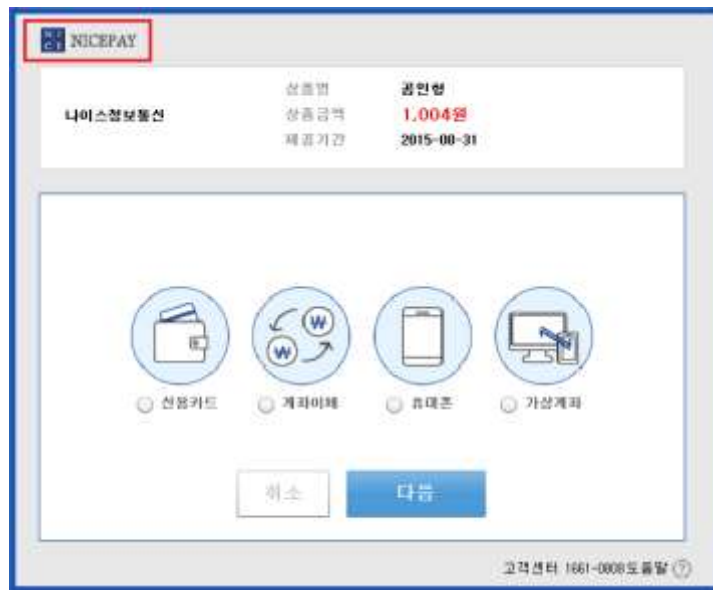 NICE NICEPAY
나이스정보통신
상품명 곰인형
상품금액 1,004원
제공기간 2015-08-31
신용카드 계좌이체 휴대폰 가상계좌
취소 다음
고객센터 1661-0808 도움말 ?